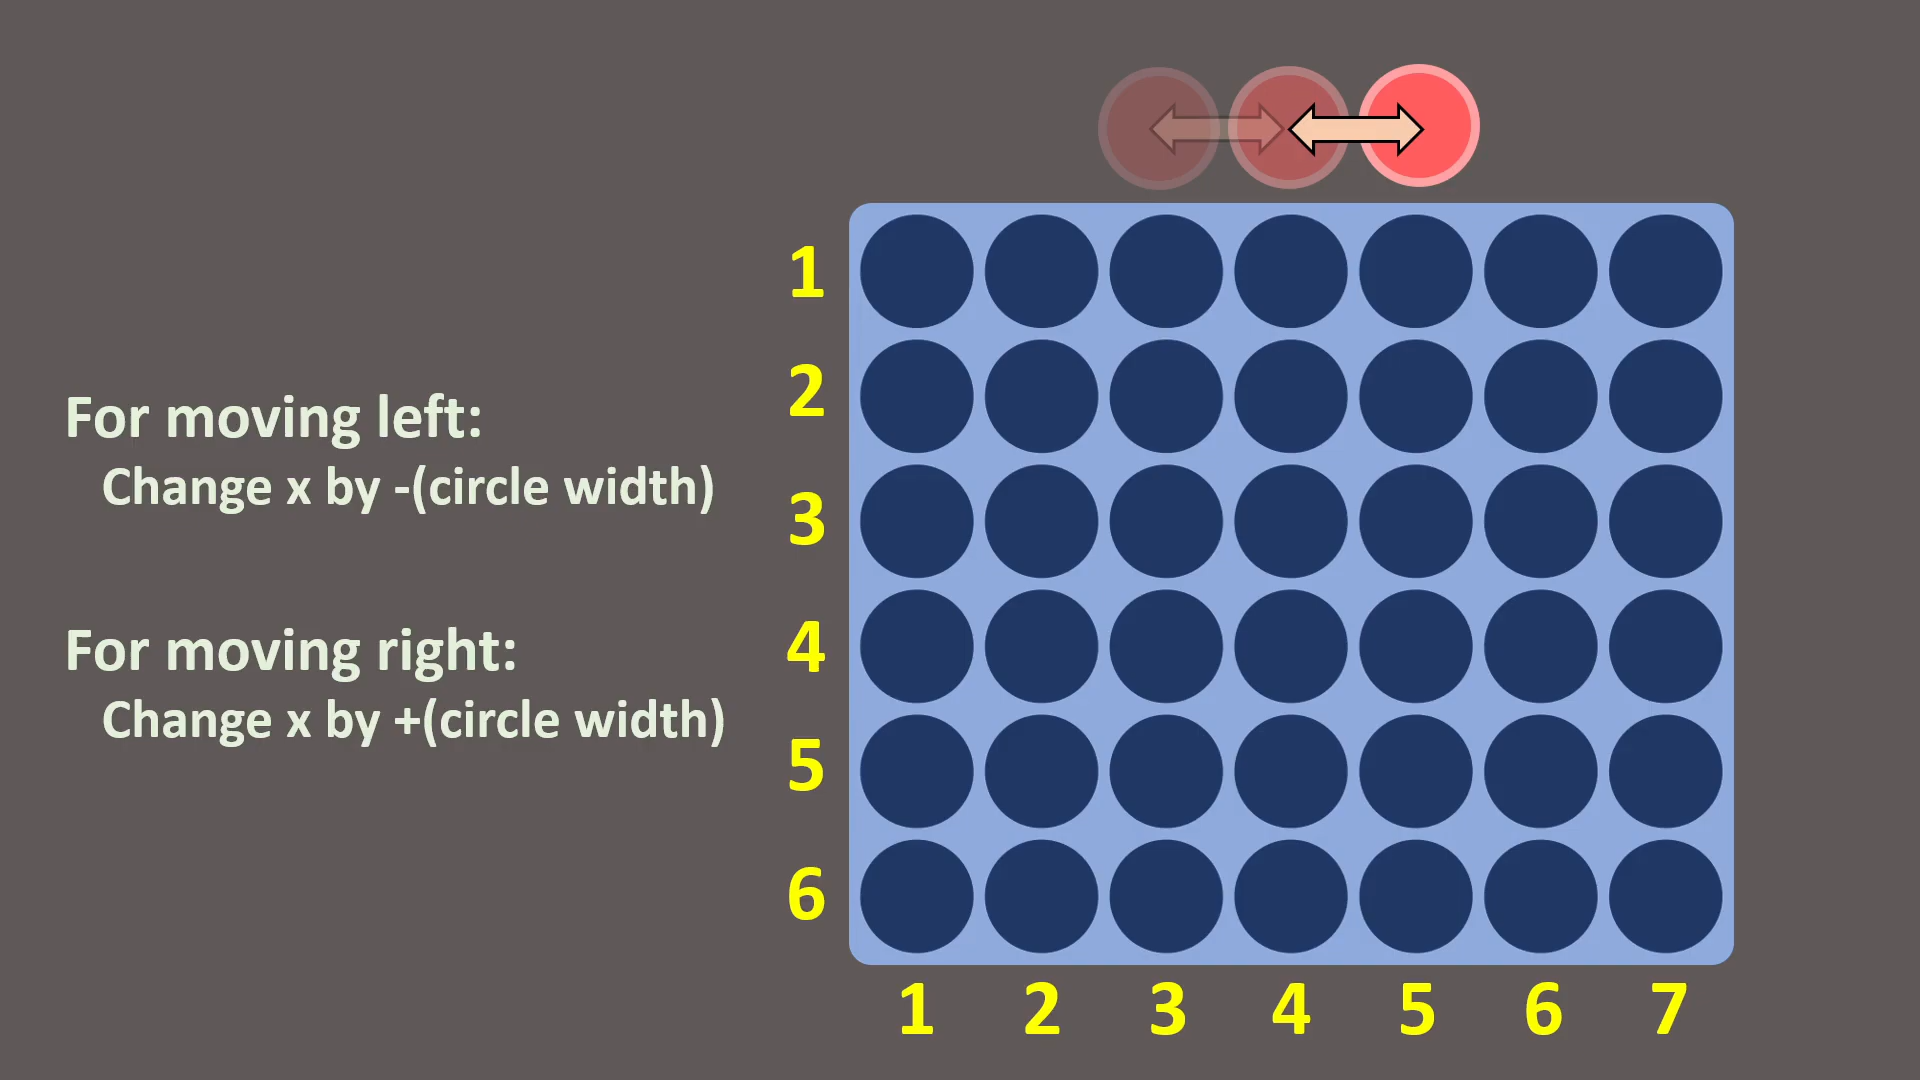 For moving left:
Change x by -(circle width)
For moving right:
Change x by +(circle width)
1
2
3
4
5
6
1 2 3 4 5 6 7